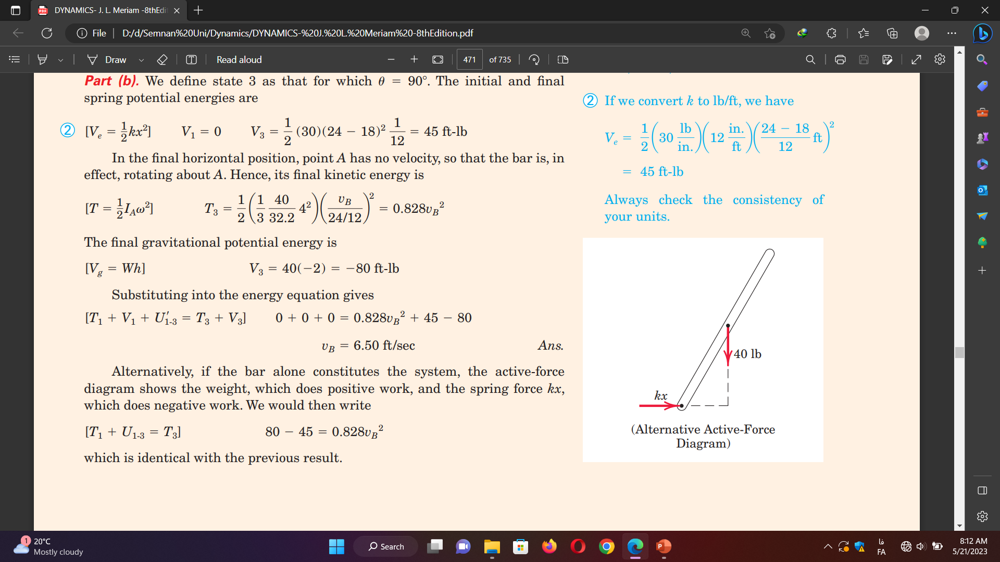 DYNAMICS- J. L. Meriam -8thEdi
File
D:/d/Semnan%20Uni/Dynamics/DYNAMICS-%20J.%20L.%20Meriam%20-8thEdition.pdf
Draw
Read aloud
471 of 735
Part (b). We define state 3 as that for which θ = 90°. The initial and final
spring potential energies are
② [Vₑ = ½kx²] V₁ = 0 V₃ = 1/2 (30)(24 − 18)² 1/12 = 45 ft-lb
In the final horizontal position, point A has no velocity, so that the bar is, in
effect, rotating about A. Hence, its final kinetic energy is
[T = ½I_Aω²] T₃ = 1/2 (1/3 40/32.2 4²)(v_B/(24/12))² = 0.828v_B²
The final gravitational potential energy is
[V_g = Wh] V₃ = 40(−2) = −80 ft-lb
Substituting into the energy equation gives
[T₁ + V₁ + U′₁₋₃ = T₃ + V₃] 0 + 0 + 0 = 0.828v_B² + 45 − 80
v_B = 6.50 ft/sec Ans.
Alternatively, if the bar alone constitutes the system, the active-force
diagram shows the weight, which does positive work, and the spring force kx,
which does negative work. We would then write
[T₁ + U₁₋₃ = T₃] 80 − 45 = 0.828v_B²
which is identical with the previous result.
② If we convert k to lb/ft, we have
Vₑ = 1/2 (30 lb/in.)(12 in./ft)((24 − 18)/12 ft)²
= 45 ft-lb
Always check the consistency of
your units.
40 lb
kx
(Alternative Active-Force
Diagram)
1
20°C
Mostly cloudy
Search
فا
FA
8:12 AM
5/21/2023